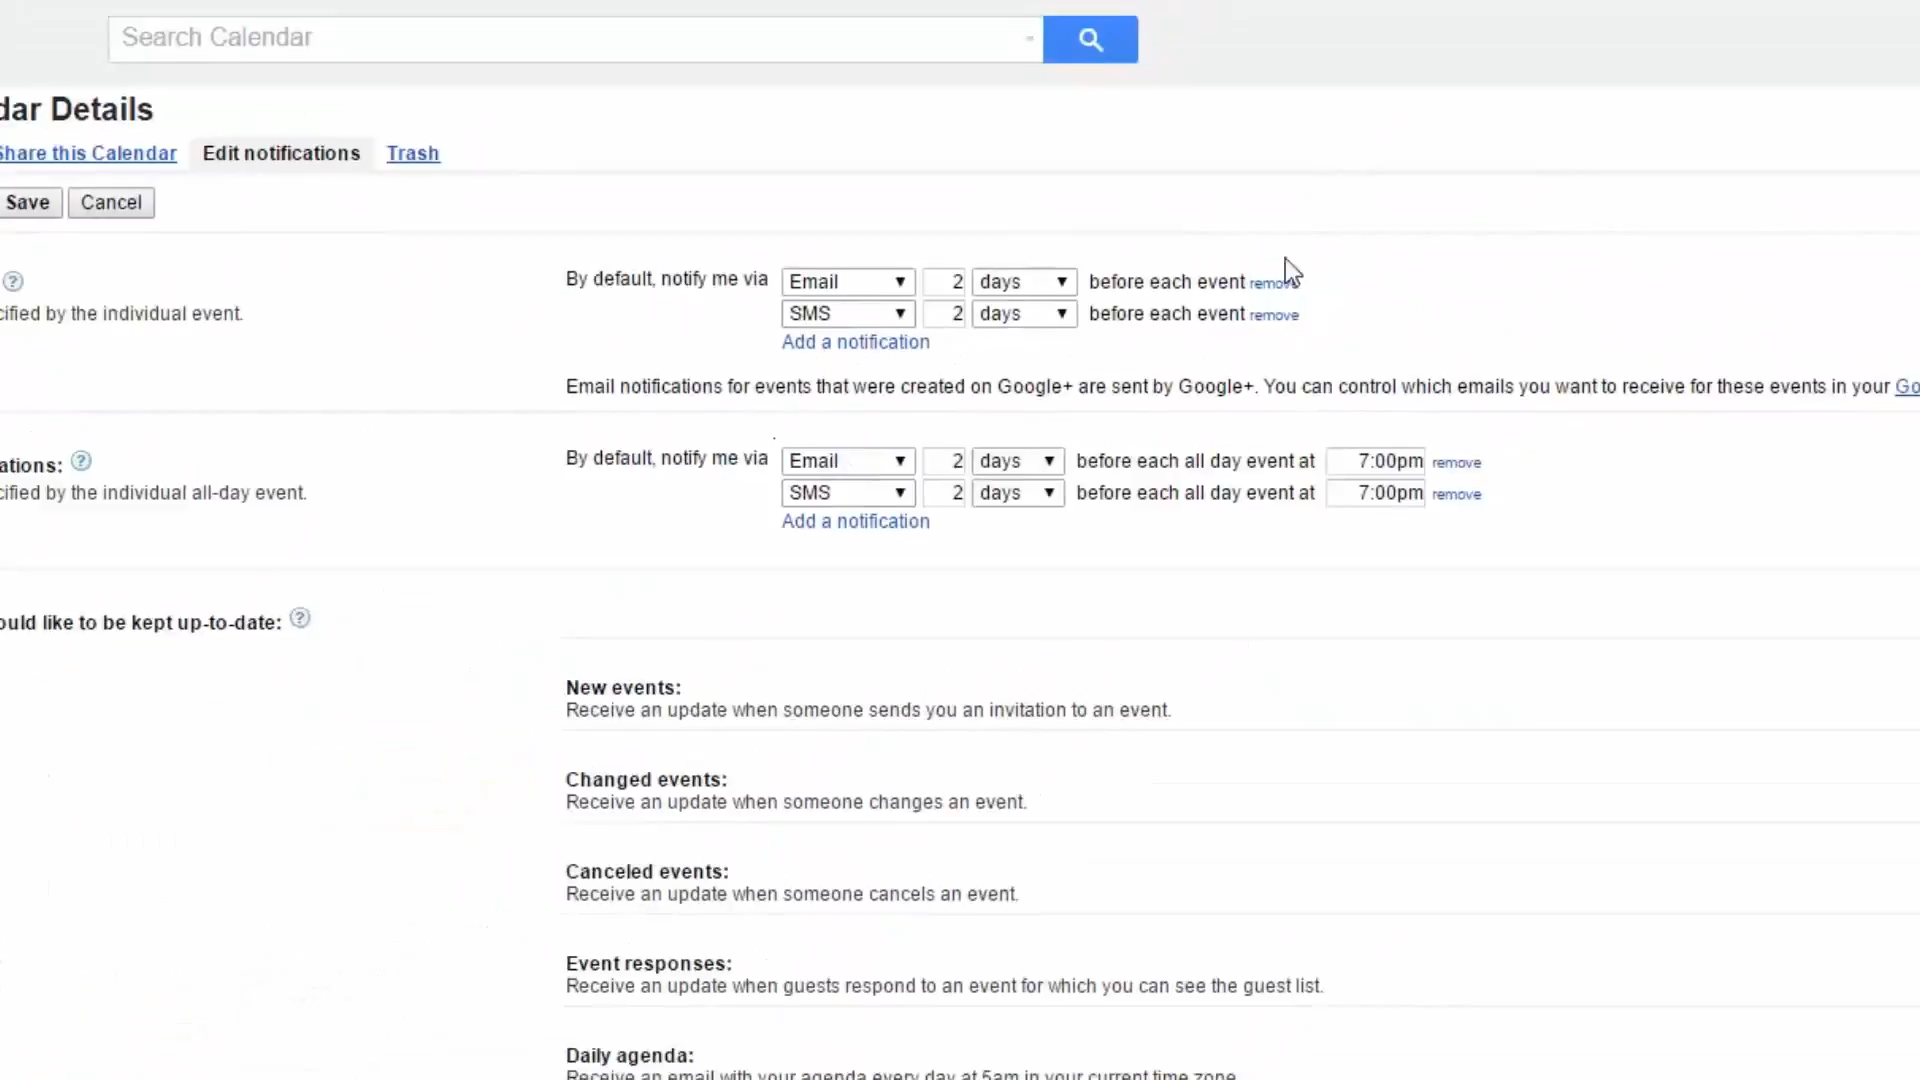 Search Calendar
dar Details
Share this Calendar Edit notifications Trash
Save Cancel
By default, notify me via Email 2 days before each event remove
cified by the individual event.
SMS 2 days before each event remove
Add a notification
Email notifications for events that were created on Google+ are sent by Google+. You can control which emails you want to receive for these events in your Go
ations: By default, notify me via Email 2 days before each all day event at 7:00pm remove
cified by the individual all-day event. SMS 2 days before each all day event at 7:00pm remove
Add a notification
ould like to be kept up-to-date:
New events:
Receive an update when someone sends you an invitation to an event.
Changed events:
Receive an update when someone changes an event.
Canceled events:
Receive an update when someone cancels an event.
Event responses:
Receive an update when guests respond to an event for which you can see the guest list.
Daily agenda:
Receive an email with your agenda every day at 5am in your current time zone.